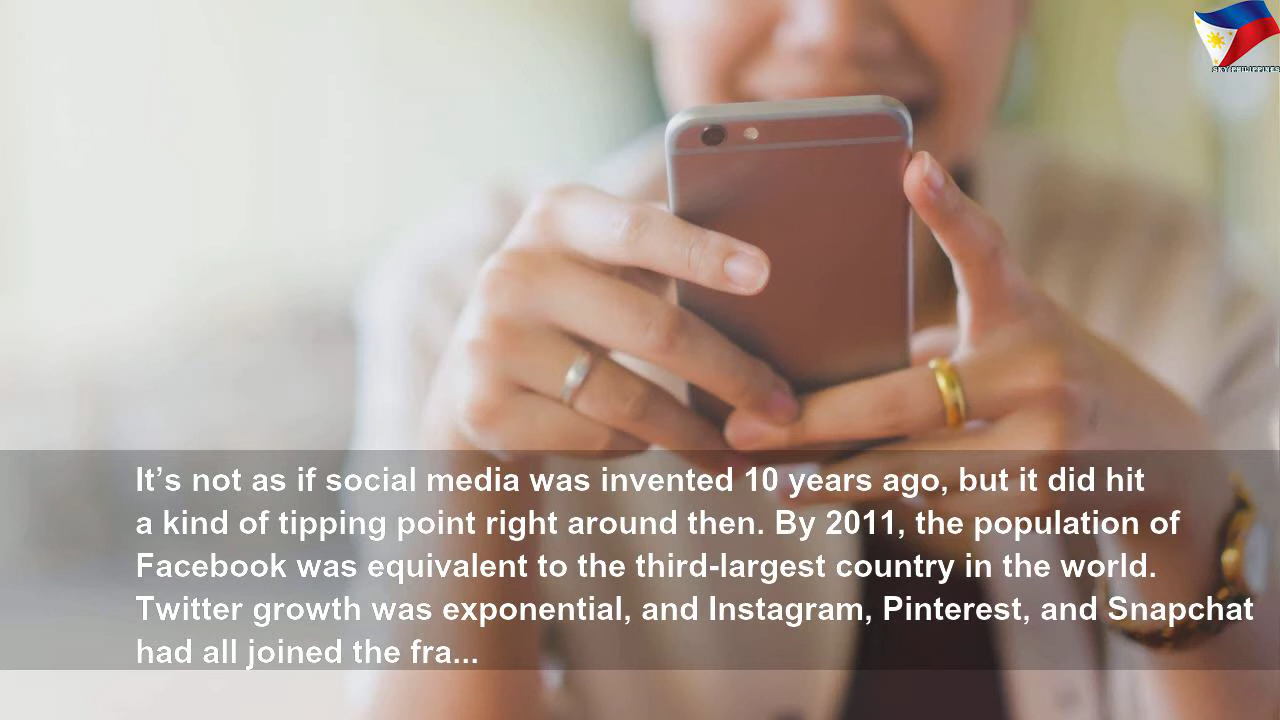 SKYPHILIPPINES
It’s not as if social media was invented 10 years ago, but it did hit
a kind of tipping point right around then. By 2011, the population of
Facebook was equivalent to the third-largest country in the world.
Twitter growth was exponential, and Instagram, Pinterest, and Snapchat
had all joined the fra...